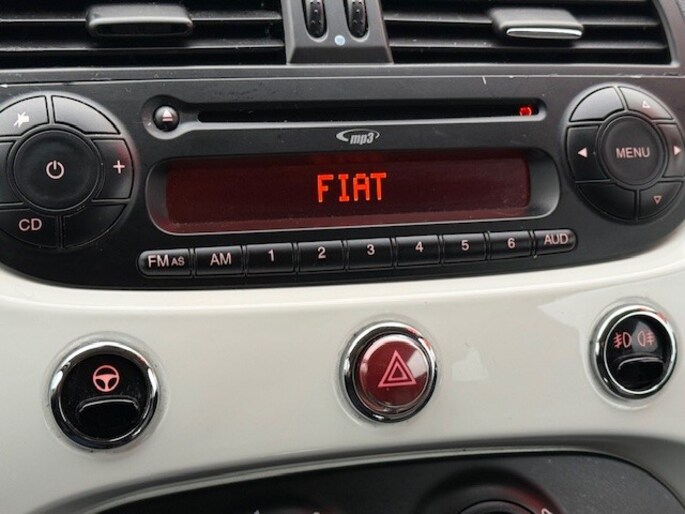 mp3
FIAT
+
CD
MENU
FM AS AM 1 2 3 4 5 6 AUD